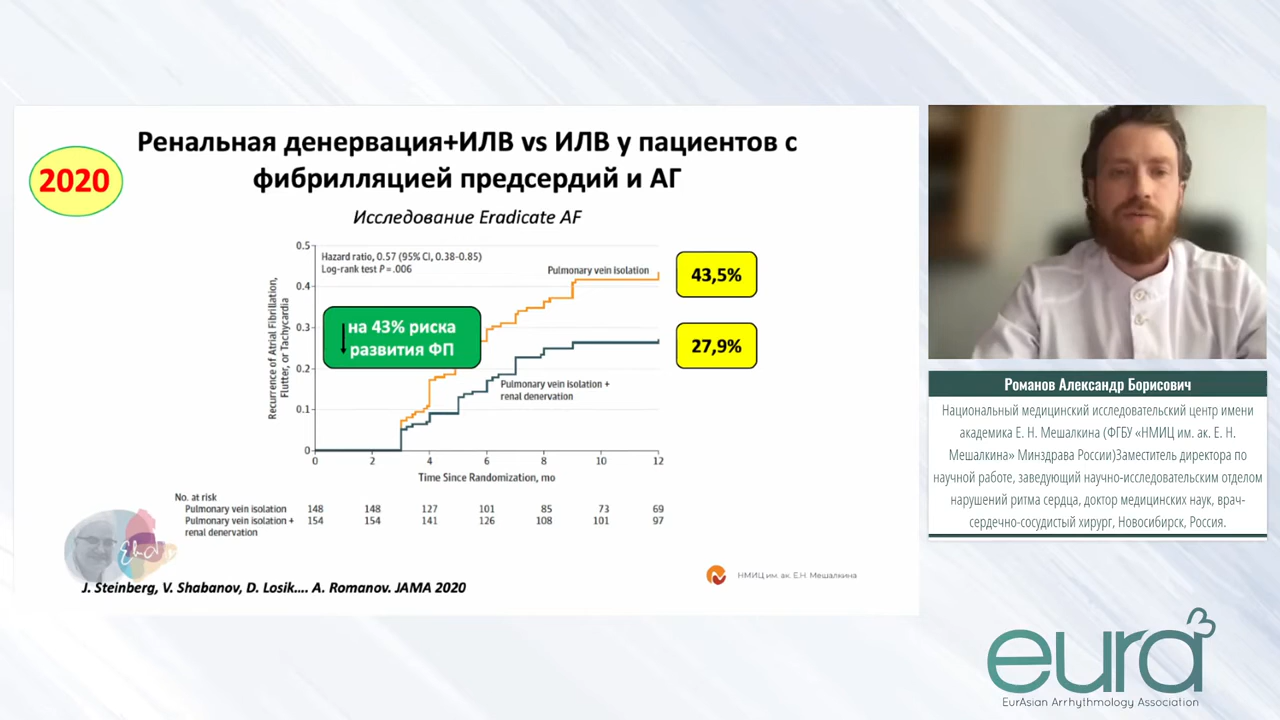 Ренальная денервация+ИЛВ vs ИЛВ у пациентов с
фибрилляцией предсердий и АГ
2020
Исследование Eradicate AF
Recurrence of Atrial Fibrillation,
Flutter, or Tachycardia
0.5
0.4
0.3
0.2
0.1
0
Hazard ratio, 0.57 (95% CI, 0.38-0.85)
Log-rank test P=.006
Pulmonary vein isolation
43,5%
на 43% риска
развития ФП
27,9%
Pulmonary vein isolation +
renal denervation
0 2 4 6 8 10 12
Time Since Randomization, mo
No. at risk
Pulmonary vein isolation 148 148 127 101 85 73 69
Pulmonary vein isolation + 154 154 141 126 108 101 97
renal denervation
НМИЦ им. ак. Е.Н. Мешалкина
J. Steinberg, V. Shabanov, D. Losik.... A. Romanov. JAMA 2020
Романов Александр Борисович
Национальный медицинский исследовательский центр имени
академика Е. Н. Мешалкина (ФГБУ «НМИЦ им. ак. Е. Н.
Мешалкина» Минздрава России)Заместитель директора по
научной работе, заведующий научно-исследовательским отделом
нарушений ритма сердца, доктор медицинских наук, врач-
сердечно-сосудистый хирург, Новосибирск, Россия.
eura
EurAsian Arrhythmology Association